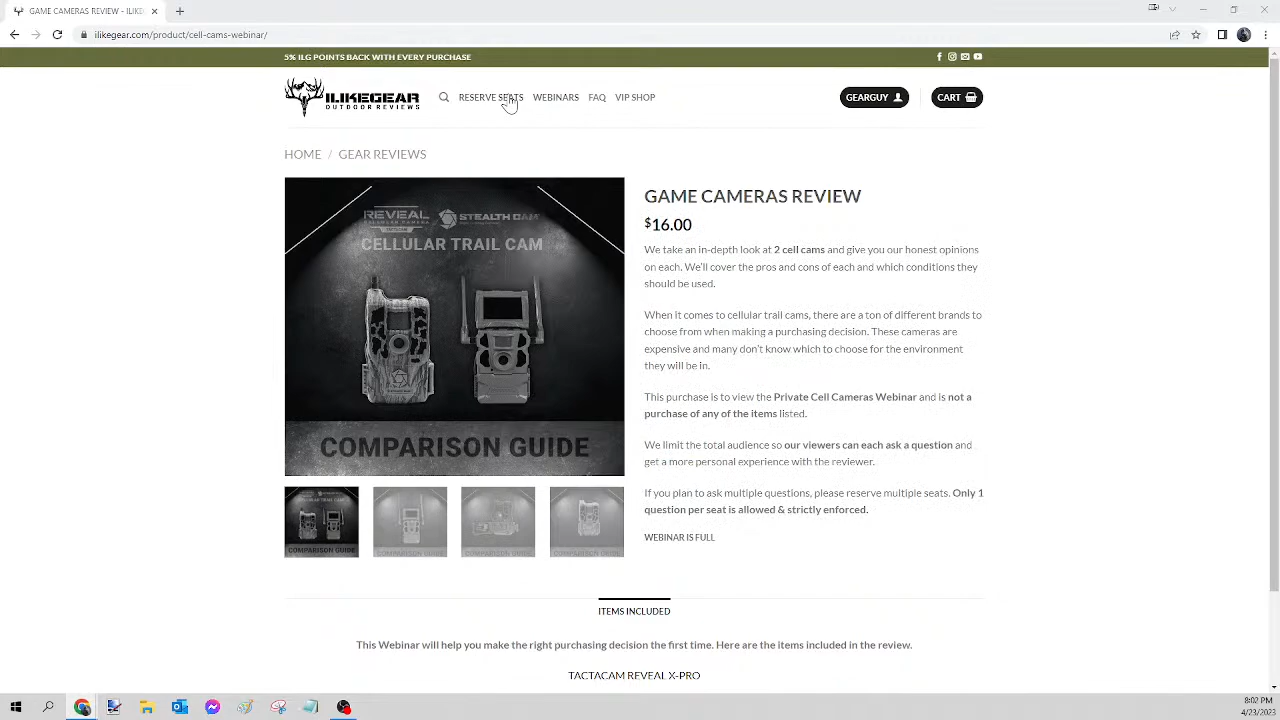 GAME CAMERAS REVIEW - ILIKE
ilikegear.com/product/cell-cams-webinar/
5% ILG POINTS BACK WITH EVERY PURCHASE
ILIKEGEAR
OUTDOOR REVIEWS
RESERVE SEATS WEBINARS FAQ VIP SHOP
GEARGUY CART
HOME / GEAR REVIEWS
REVEAL STEALTH CAM
CELLULAR TRAIL CAM
COMPARISON GUIDE
GAME CAMERAS REVIEW
$16.00
We take an in-depth look at 2 cell cams and give you our honest opinions
on each. We'll cover the pros and cons of each and which conditions they
should be used.
When it comes to cellular trail cams, there are a ton of different brands to
choose from when making a purchasing decision. These cameras are
expensive and many don't know which to choose for the environment
they will be in.
This purchase is to view the Private Cell Cameras Webinar and is not a
purchase of any of the items listed.
We limit the total audience so our viewers can each ask a question and
get a more personal experience with the reviewer.
If you plan to ask multiple questions, please reserve multiple seats. Only 1
question per seat is allowed & strictly enforced.
WEBINAR IS FULL
COMPARISON GUIDE
ITEMS INCLUDED
This Webinar will help you make the right purchasing decision the first time. Here are the items included in the review.
TACTACAM REVEAL X-PRO
8:02 PM
4/23/2023